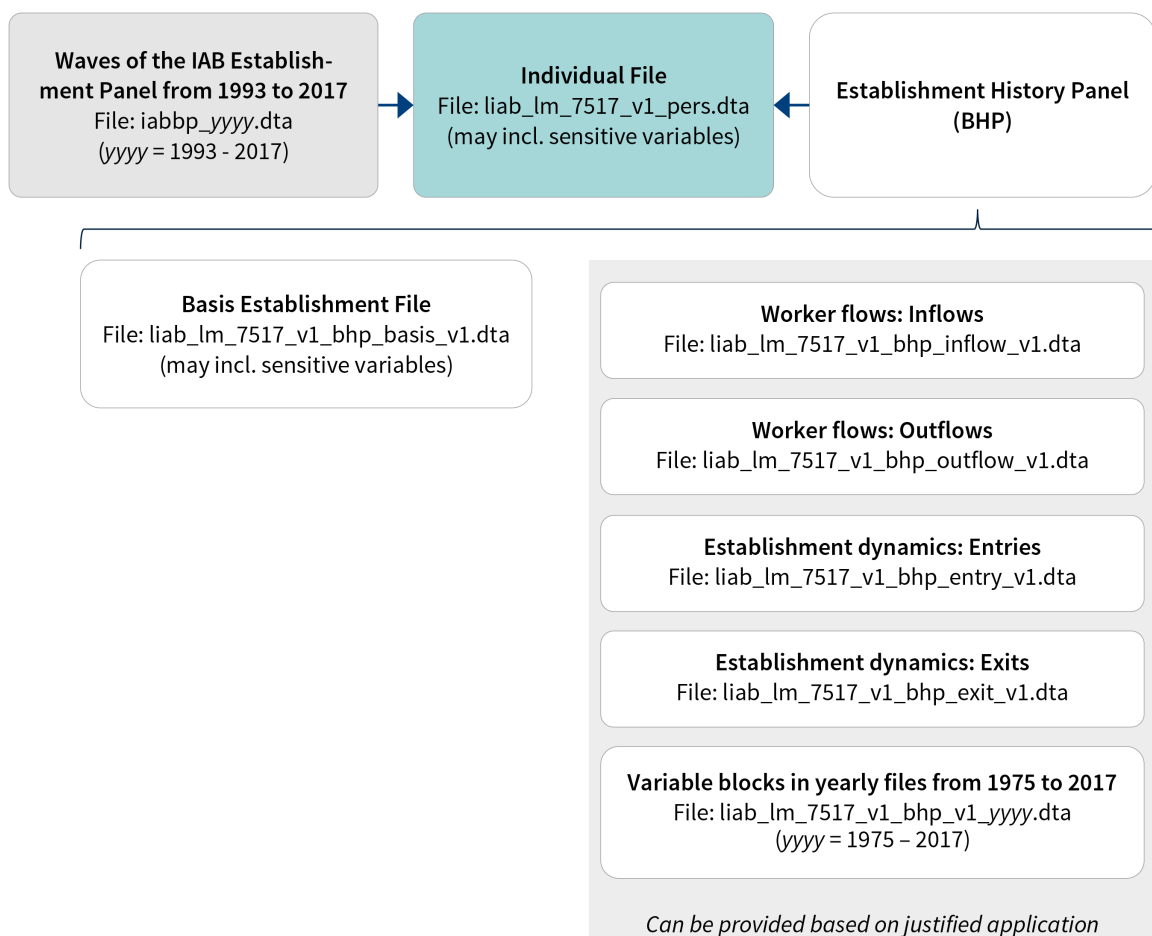 Waves of the IAB Establish-
ment Panel from 1993 to 2017
File: iabbp_yyyy.dta
(yyyy = 1993 - 2017)
Individual File
File: liab_lm_7517_v1_pers.dta
(may incl. sensitive variables)
Establishment History Panel
(BHP)
Basis Establishment File
File: liab_lm_7517_v1_bhp_basis_v1.dta
(may incl. sensitive variables)
Worker flows: Inflows
File: liab_lm_7517_v1_bhp_inflow_v1.dta
Worker flows: Outflows
File: liab_lm_7517_v1_bhp_outflow_v1.dta
Establishment dynamics: Entries
File: liab_lm_7517_v1_bhp_entry_v1.dta
Establishment dynamics: Exits
File: liab_lm_7517_v1_bhp_exit_v1.dta
Variable blocks in yearly files from 1975 to 2017
File: liab_lm_7517_v1_bhp_v1_yyyy.dta
(yyyy = 1975 – 2017)
Can be provided based on justified application